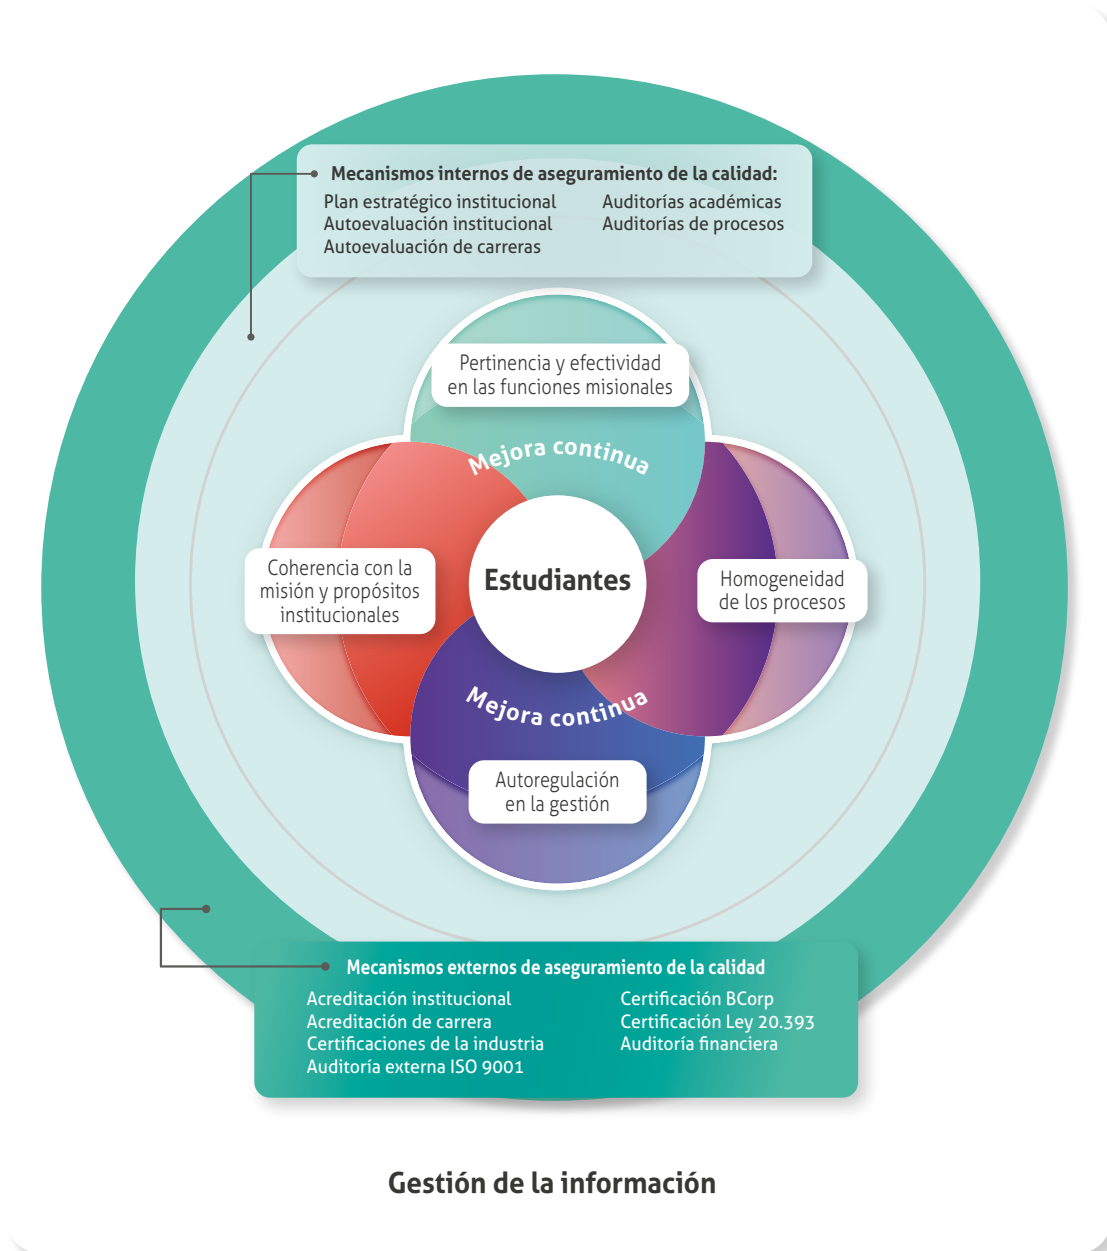 Mecanismos internos de aseguramiento de la calidad:
Plan estratégico institucional
Autoevaluación institucional
Autoevaluación de carreras
Auditorías académicas
Auditorías de procesos
Pertinencia y efectividad
en las funciones misionales
Mejora continua
Coherencia con la
misión y propósitos
institucionales
Estudiantes
Homogeneidad
de los procesos
Mejora continua
Autoregulación
en la gestión
Mecanismos externos de aseguramiento de la calidad
Acreditación institucional
Acreditación de carrera
Certificaciones de la industria
Auditoría externa ISO 9001
Certificación BCorp
Certificación Ley 20.393
Auditoría financiera
Gestión de la información